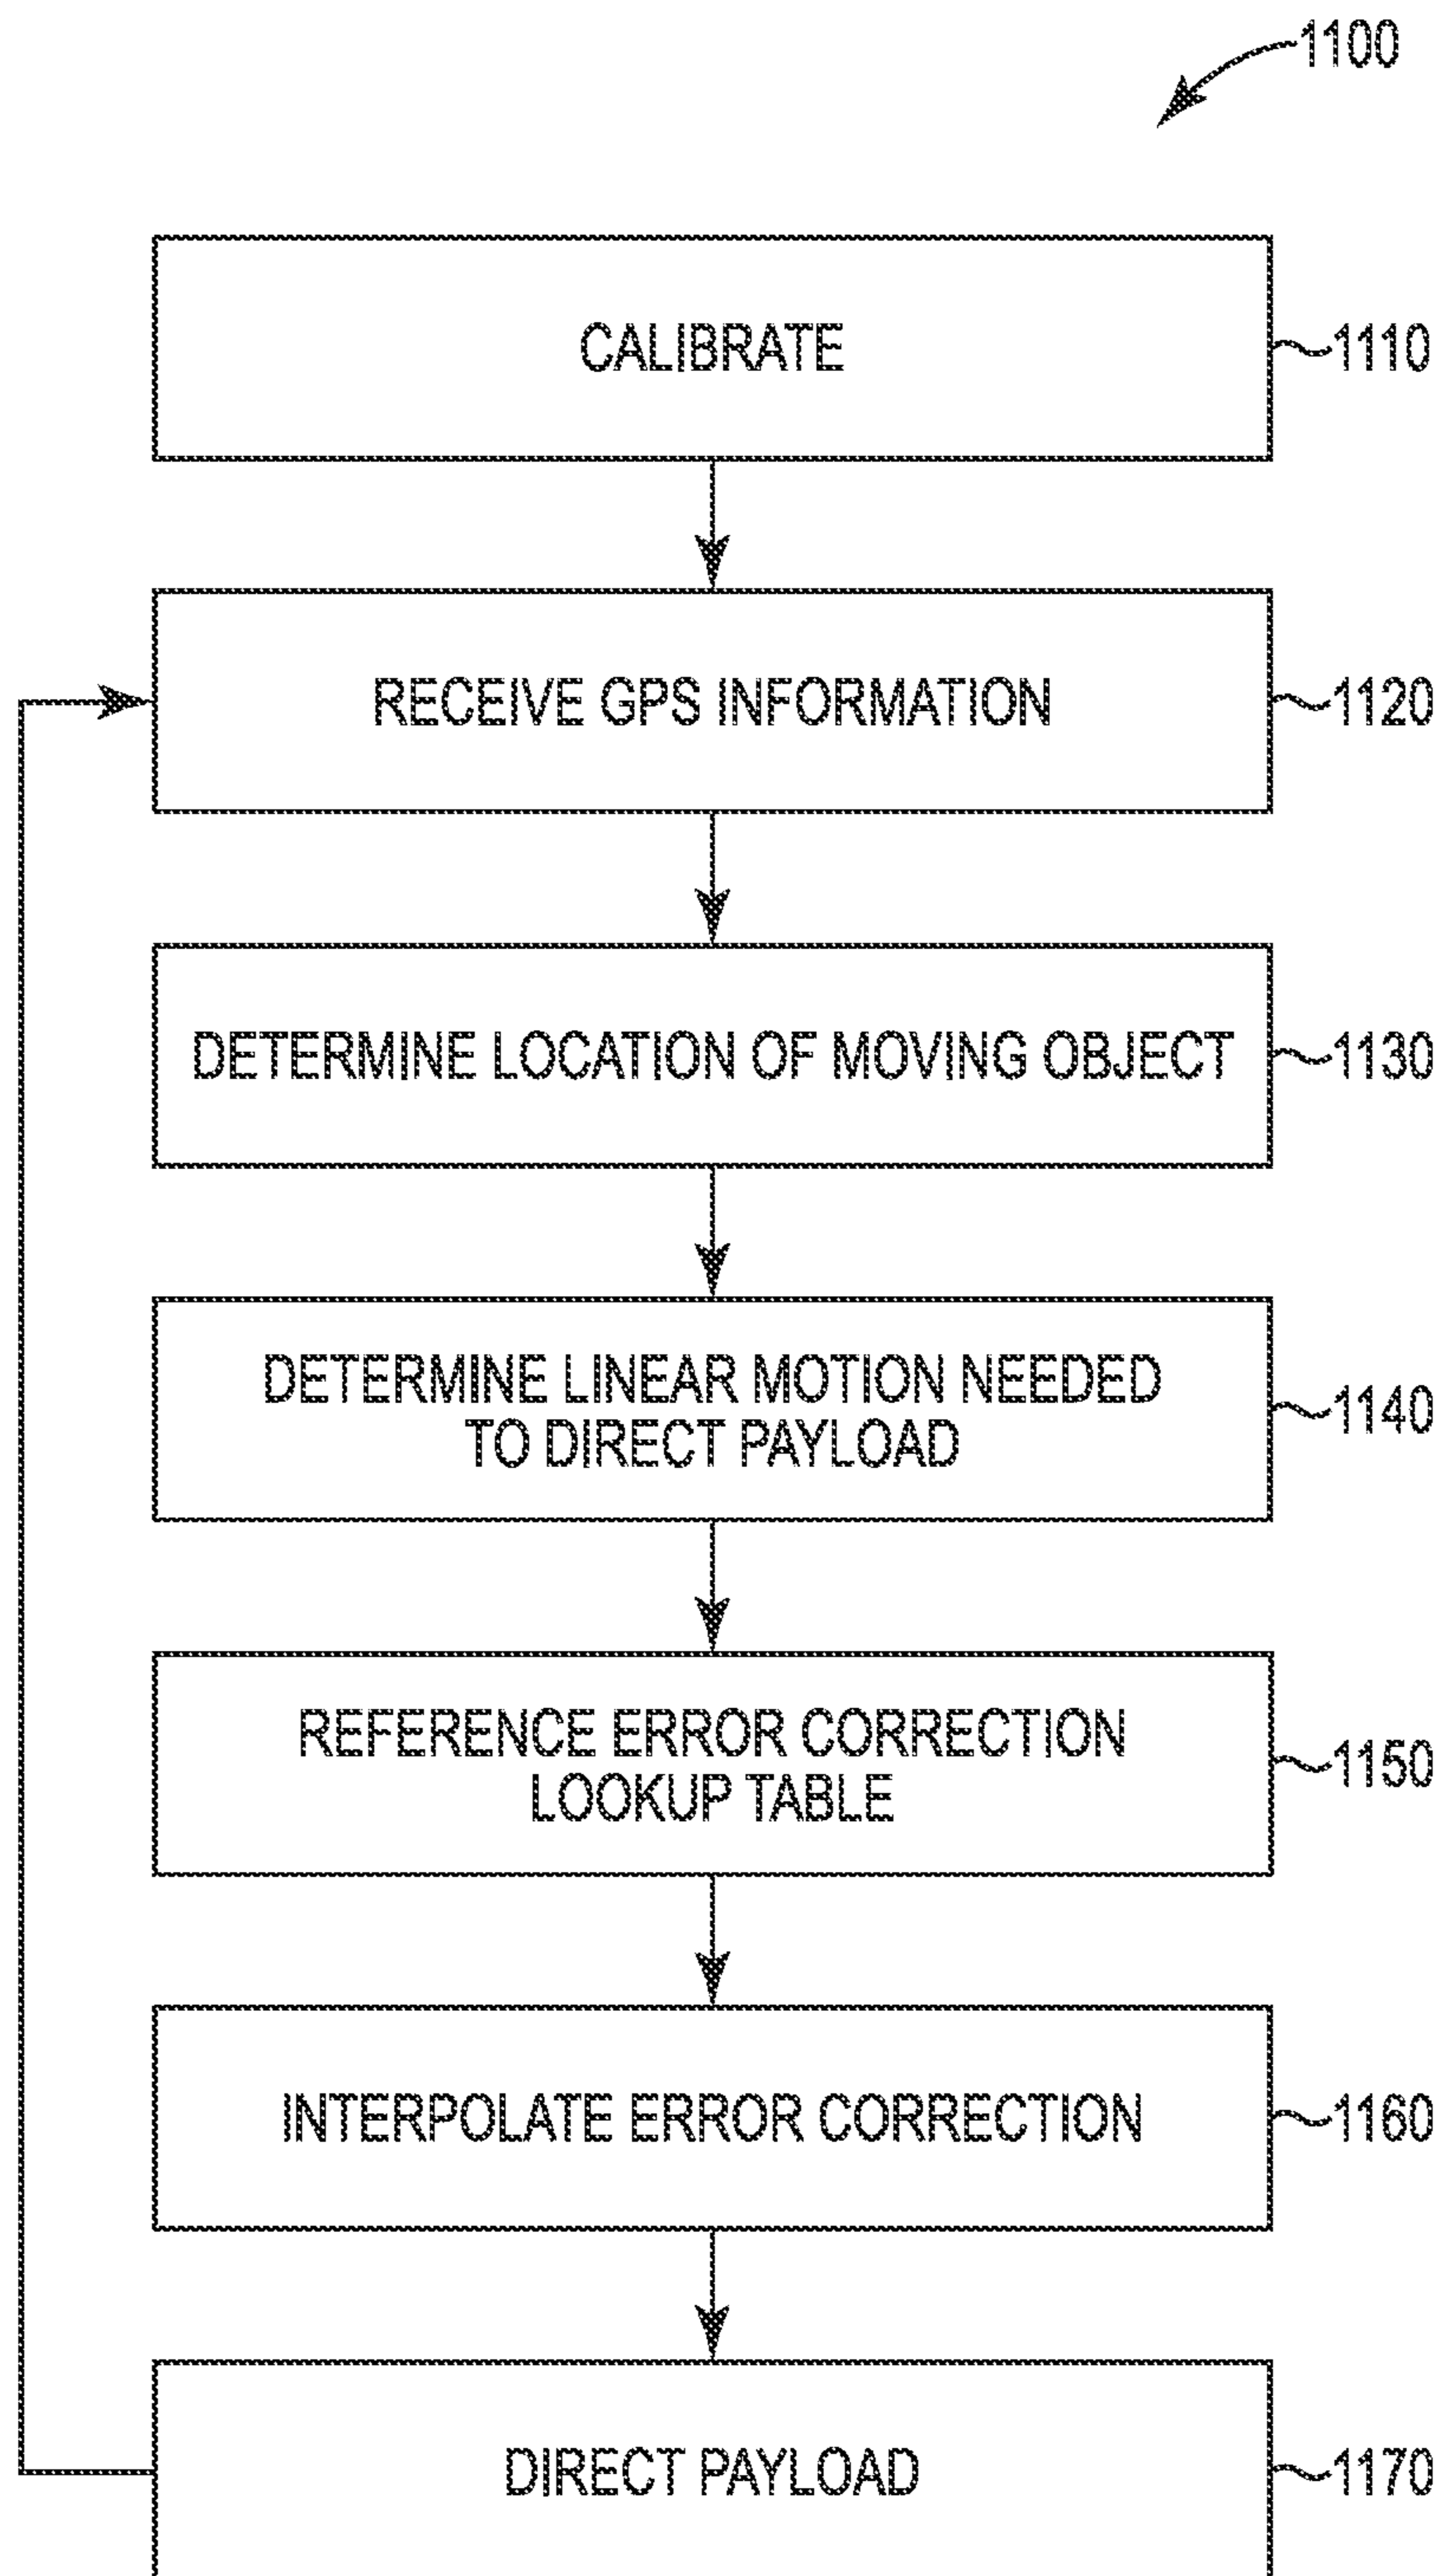 1100
CALIBRATE
1110
RECEIVE GPS INFORMATION
1120
DETERMINE LOCATION OF MOVING OBJECT
1130
DETERMINE LINEAR MOTION NEEDED
TO DIRECT PAYLOAD
1140
REFERENCE ERROR CORRECTION
LOOKUP TABLE
1150
INTERPOLATE ERROR CORRECTION
1160
DIRECT PAYLOAD
1170